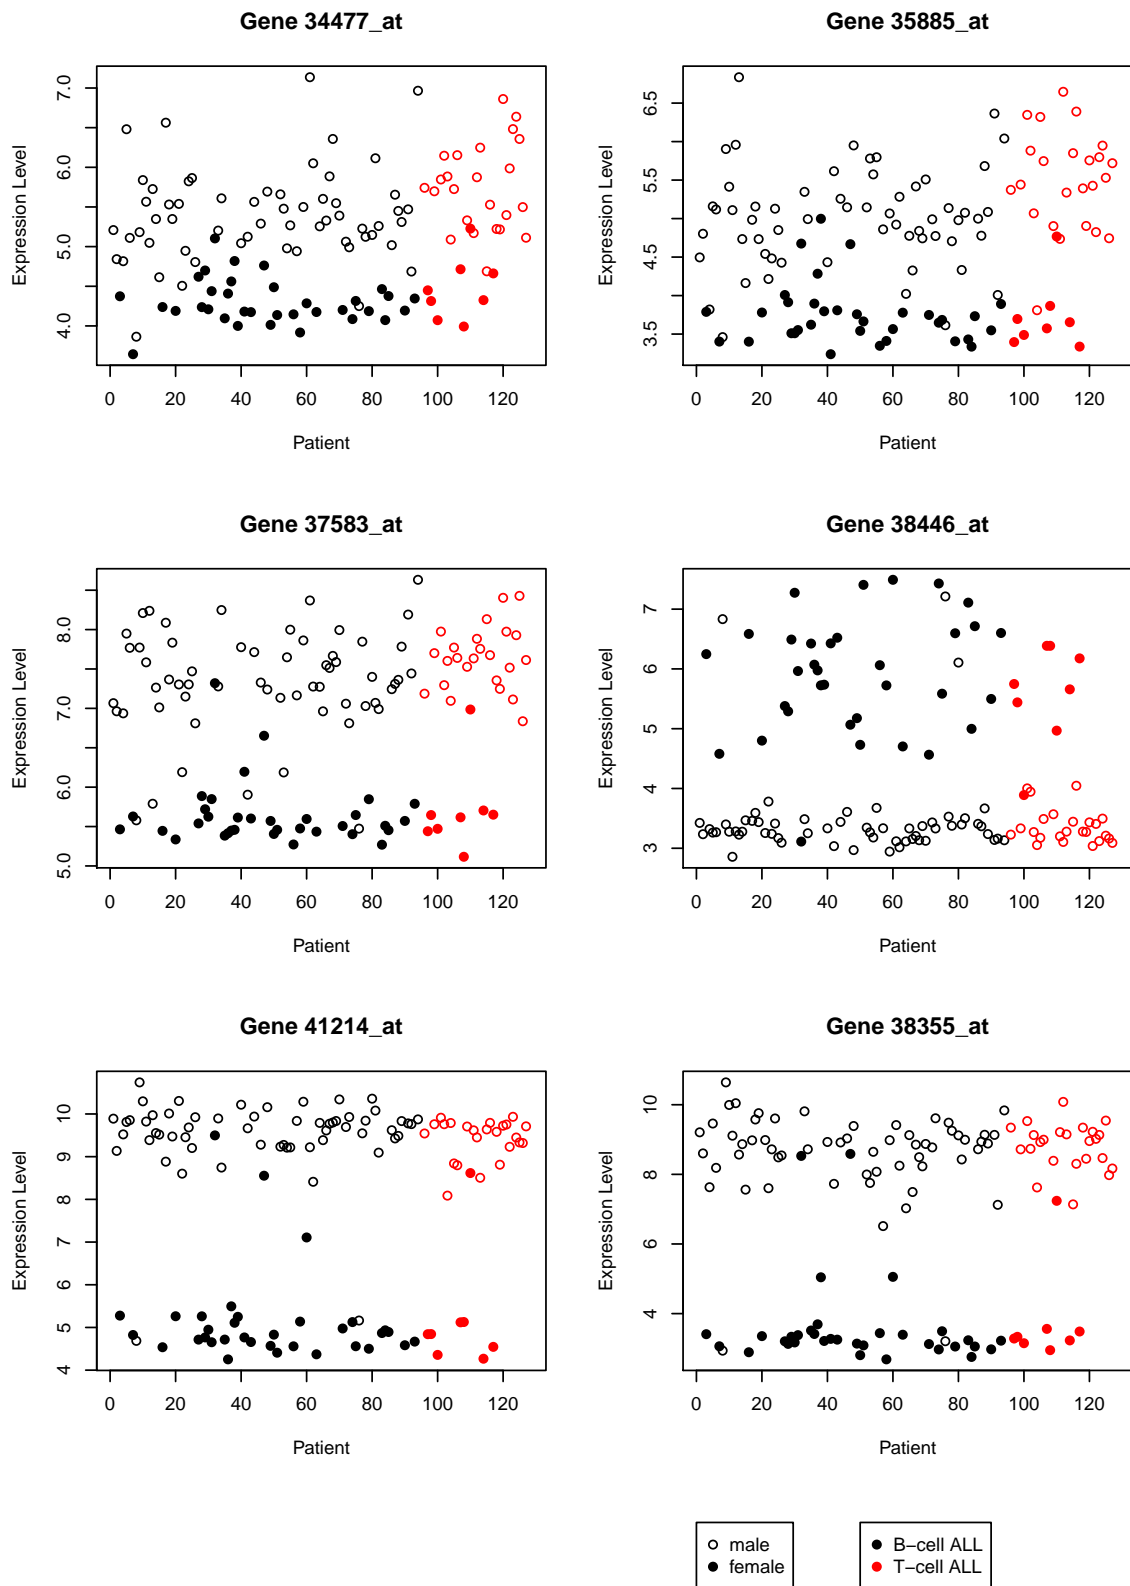 Gene 34477_at
Expression Level
7.0
6.0
5.0
4.0
0 20 40 60 80 100 120
Patient
Gene 35885_at
Expression Level
6.5
5.5
4.5
3.5
0 20 40 60 80 100 120
Patient
Gene 37583_at
Expression Level
8.0
7.0
6.0
5.0
0 20 40 60 80 100 120
Patient
Gene 38446_at
Expression Level
7
6
5
4
3
0 20 40 60 80 100 120
Patient
Gene 41214_at
Expression Level
10
9
8
7
6
5
4
0 20 40 60 80 100 120
Patient
Gene 38355_at
Expression Level
10
8
6
4
0 20 40 60 80 100 120
Patient
male
female
B−cell ALL
T−cell ALL